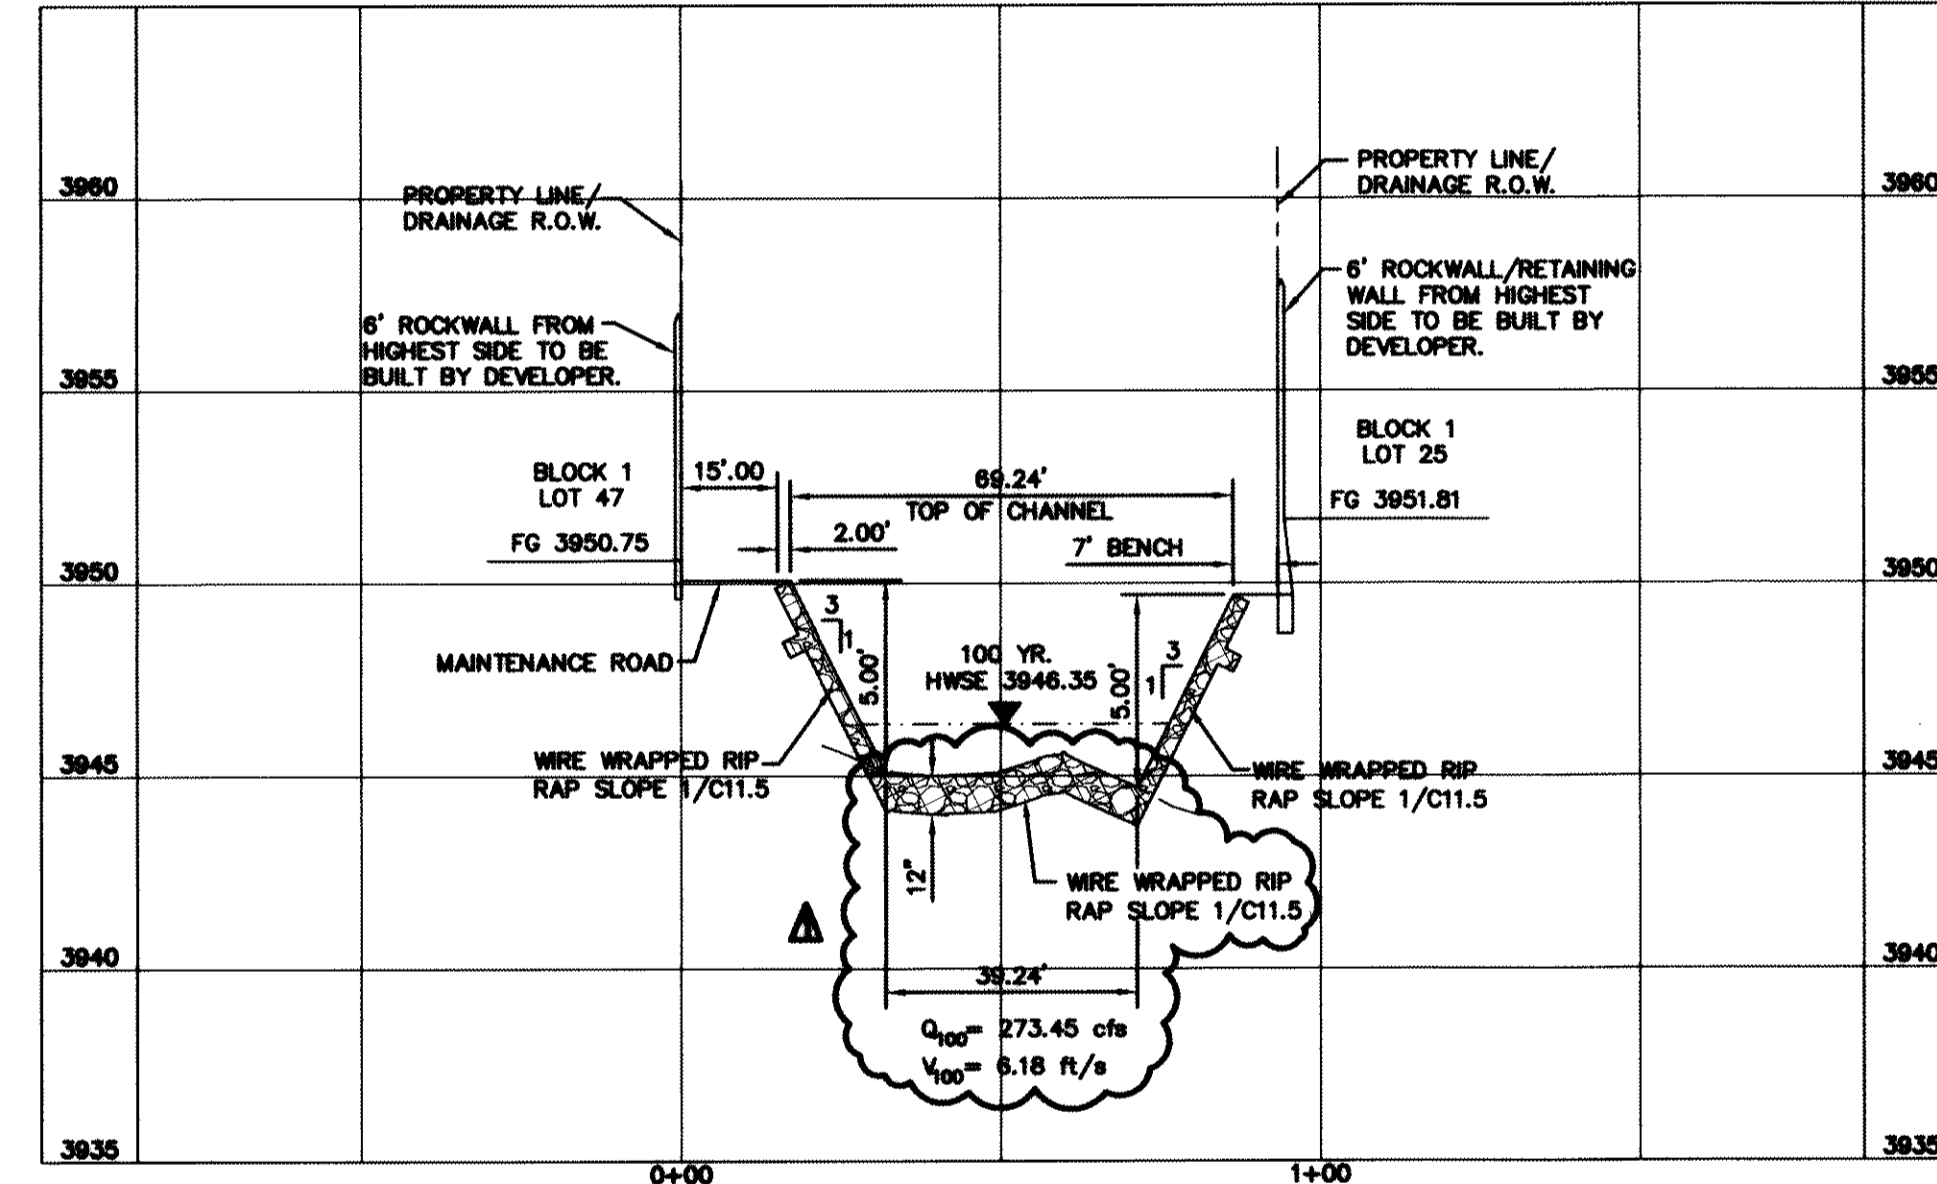 PROPERTY LINE/
DRAINAGE R.O.W.
3960
PROPERTY LINE/
DRAINAGE R.O.W.
3960
6' ROCKWALL/RETAINING
WALL FROM HIGHEST
SIDE TO BE BUILT BY
DEVELOPER.
6' ROCKWALL FROM
HIGHEST SIDE TO BE
BUILT BY DEVELOPER.
3955
3955
BLOCK 1
LOT 25
BLOCK 1
LOT 47
15'.00
69.24'
TOP OF CHANNEL
FG 3951.81
FG 3950.75
2.00'
7' BENCH
3950
3950
3
1
5.00'
100 YR.
HWSE 3946.35
5.00'
3
1
MAINTENANCE ROAD
WIRE WRAPPED RIP
RAP SLOPE 1/C11.5
3945
3945
WIRE WRAPPED RIP
RAP SLOPE 1/C11.5
12"
WIRE WRAPPED RIP
RAP SLOPE 1/C11.5
1
3940
3940
39.24'
Q100= 273.45 cfs
V100= 6.18 ft/s
3935
3935
0+00
1+00